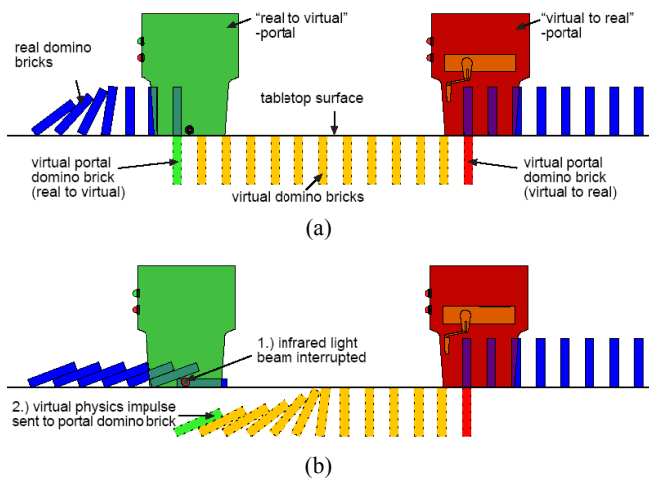 (a)
"real to virtual"
-portal
"virtual to real"
-portal
real domino
bricks
tabletop surface
virtual portal
domino brick
(real to virtual)
virtual domino bricks
virtual portal
domino brick
(virtual to real)
(a)
(b)
1.) infrared light
beam interrupted
2.) virtual physics impulse
sent to portal domino brick
(b)